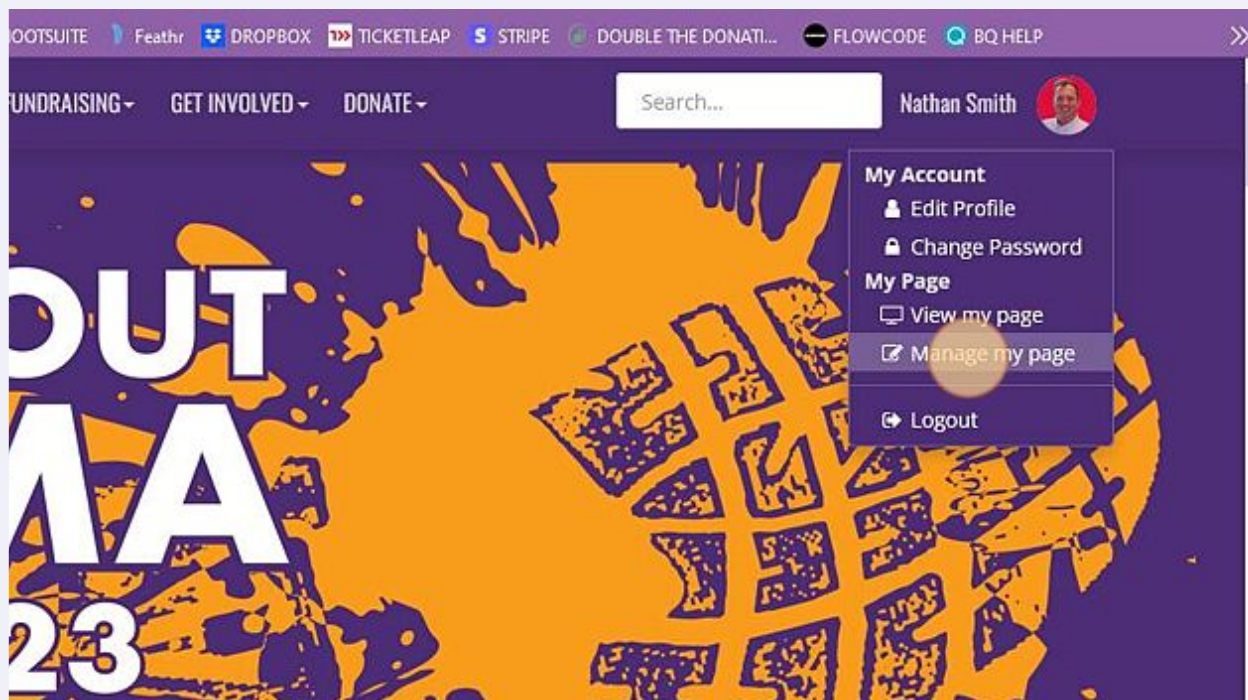 OOTSUITE Feathr DROPBOX TICKETLEAP S STRIPE DOUBLE THE DONATI... FLOWCODE BQ HELP
UNDRAISING GET INVOLVED DONATE Search... Nathan Smith
My Account
Edit Profile
Change Password
My Page
View my page
Manage my page
Logout
OUT
MA
23